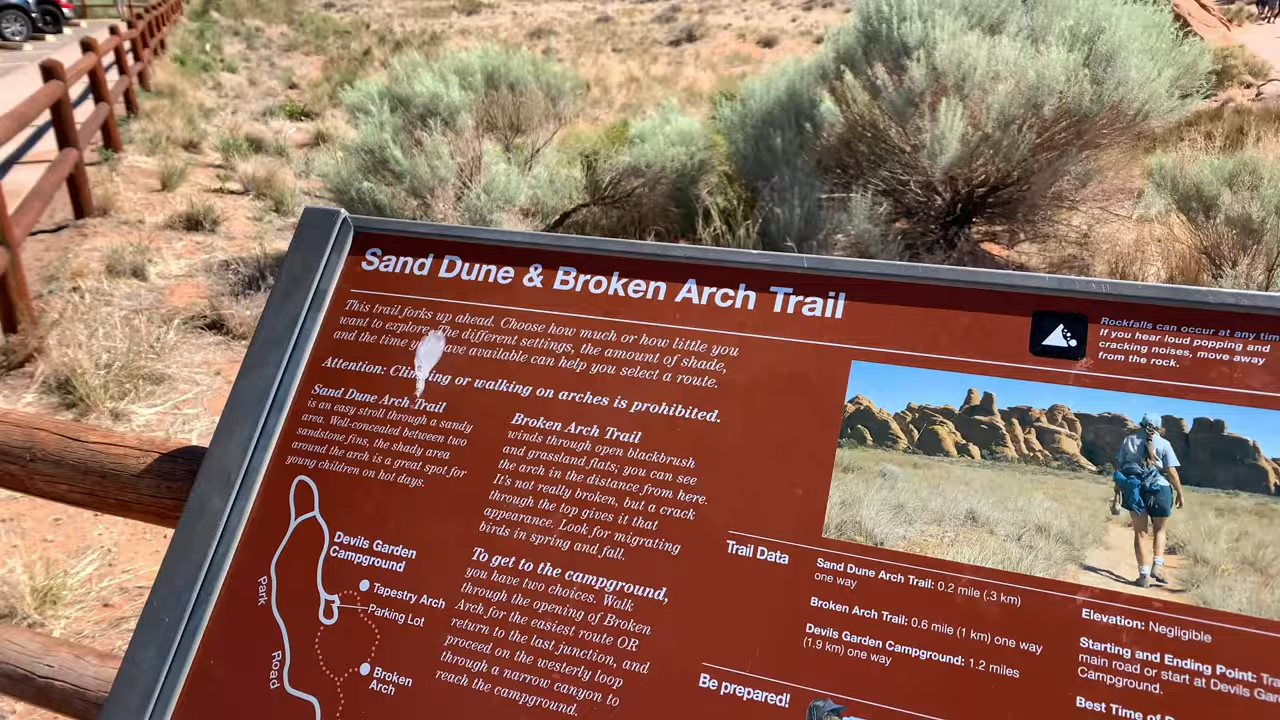 Sand Dune & Broken Arch Trail
This trail forks up ahead. Choose how much or how little you
want to explore. The different settings, the amount of shade,
and the time you have available can help you select a route.
Attention: Climbing or walking on arches is prohibited.
Sand Dune Arch Trail
is an easy stroll through a sandy
area. Well-concealed between two
sandstone fins, the shady area
around the arch is a great spot for
young children on hot days.
Broken Arch Trail
winds through open blackbrush
and grassland flats; you can see
the arch in the distance from here.
It's not really broken, but a crack
through the top gives it that
appearance. Look for migrating
birds in spring and fall.
To get to the campground,
you have two choices. Walk
through the opening of Broken
Arch for the easiest route OR
return to the last junction, and
proceed on the westerly loop
through a narrow canyon to
reach the campground.
Devils Garden
Campground
Tapestry Arch
Parking Lot
Broken
Arch
Park
Road
Rockfalls can occur at any tim
If you hear loud popping and
cracking noises, move away
from the rock.
Trail Data
Sand Dune Arch Trail: 0.2 mile (.3 km)
one way
Broken Arch Trail: 0.6 mile (1 km) one way
Devils Garden Campground: 1.2 miles
(1.9 km) one way
Elevation: Negligible
Starting and Ending Point: Tra
main road or start at Devils Gar
Campground.
Best Time of
Be prepared!